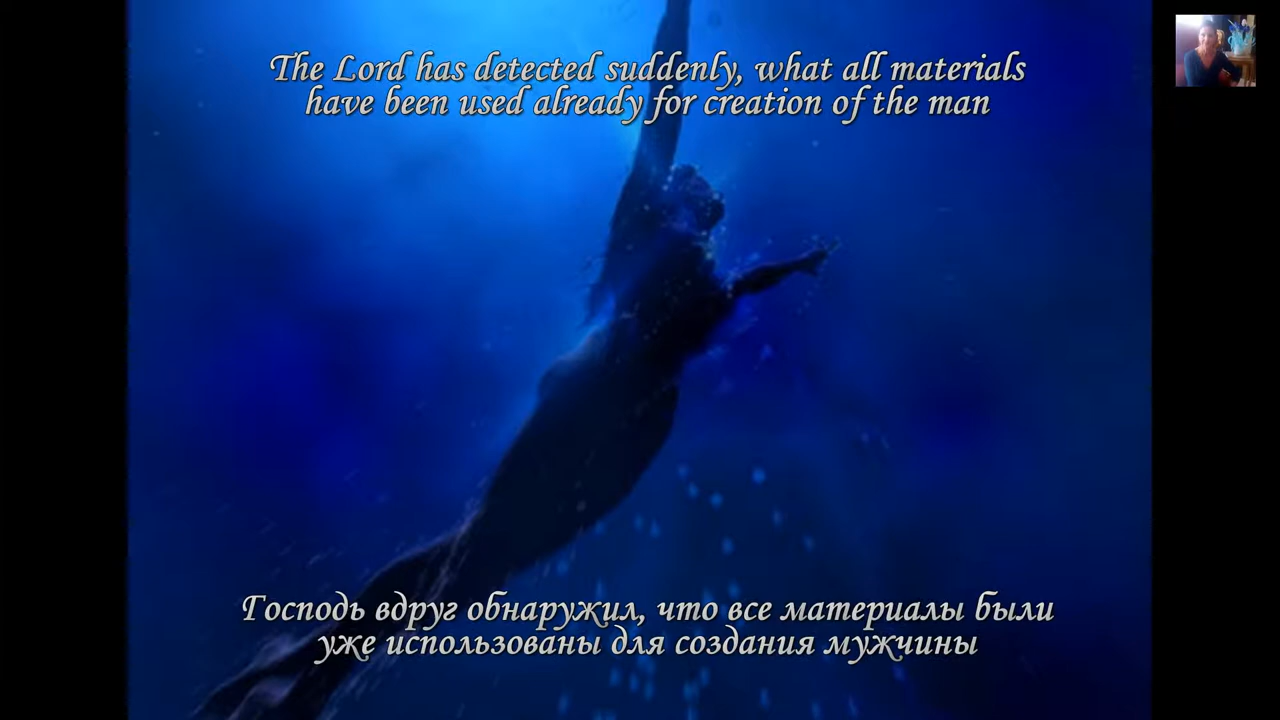 The Lord has detected suddenly, what all materials
have been used already for creation of the man
Господь вдруг обнаружил, что все материалы были
уже использованы для создания мужчины